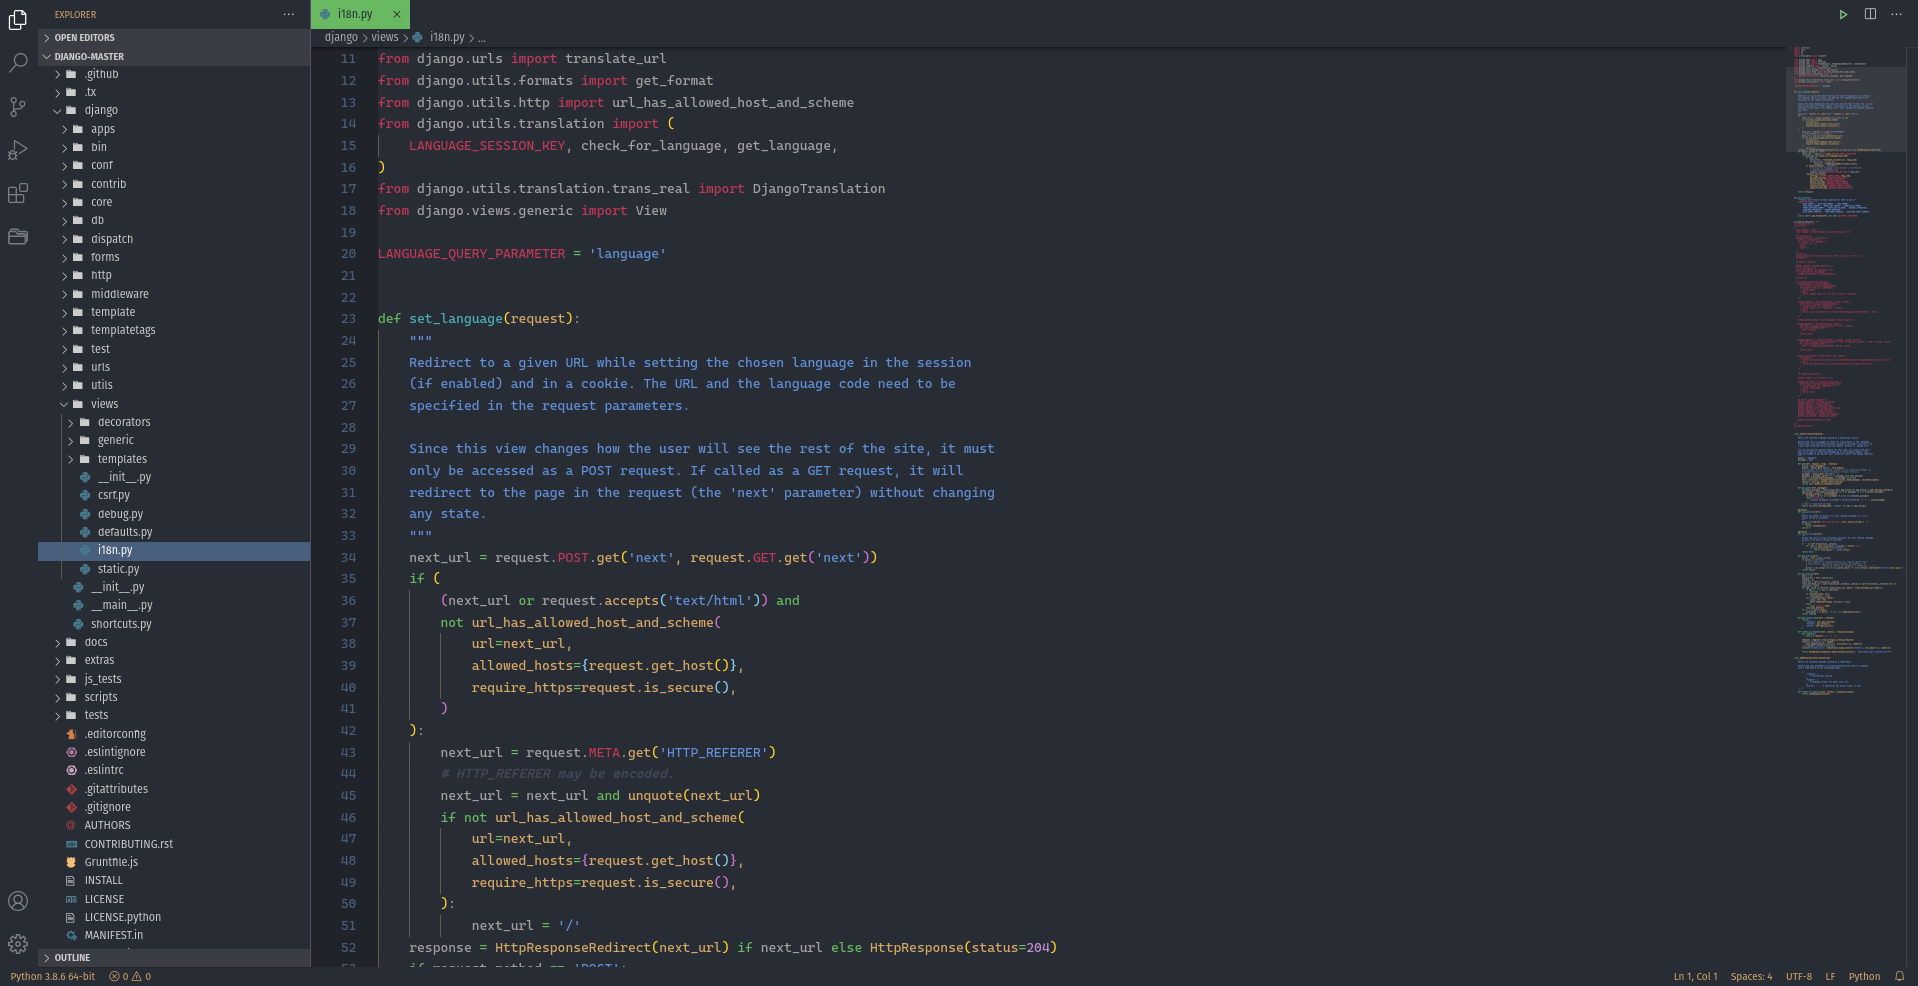 EXPLORER
OPEN EDITORS
DJANGO-MASTER
.github
.tx
django
apps
bin
conf
contrib
core
db
dispatch
forms
http
middleware
template
templatetags
test
urls
utils
views
decorators
generic
templates
__init__.py
csrf.py
debug.py
defaults.py
i18n.py
static.py
__init__.py
__main__.py
shortcuts.py
docs
extras
js_tests
scripts
tests
.editorconfig
.eslintignore
.eslintrc
.gitattributes
.gitignore
AUTHORS
CONTRIBUTING.rst
Gruntfile.js
INSTALL
LICENSE
LICENSE.python
MANIFEST.in
OUTLINE
i18n.py
django > views > i18n.py > ...
11 from django.urls import translate_url
12 from django.utils.formats import get_format
13 from django.utils.http import url_has_allowed_host_and_scheme
14 from django.utils.translation import (
15     LANGUAGE_SESSION_KEY, check_for_language, get_language,
16 )
17 from django.utils.translation.trans_real import DjangoTranslation
18 from django.views.generic import View
19
20 LANGUAGE_QUERY_PARAMETER = 'language'
21
22
23 def set_language(request):
24     """
25     Redirect to a given URL while setting the chosen language in the session
26     (if enabled) and in a cookie. The URL and the language code need to be
27     specified in the request parameters.
28
29     Since this view changes how the user will see the rest of the site, it must
30     only be accessed as a POST request. If called as a GET request, it will
31     redirect to the page in the request (the 'next' parameter) without changing
32     any state.
33     """
34     next_url = request.POST.get('next', request.GET.get('next'))
35     if (
36         (next_url or request.accepts('text/html')) and
37         not url_has_allowed_host_and_scheme(
38             url=next_url,
39             allowed_hosts={request.get_host()},
40             require_https=request.is_secure(),
41         )
42     ):
43         next_url = request.META.get('HTTP_REFERER')
44         # HTTP_REFERER may be encoded.
45         next_url = next_url and unquote(next_url)
46         if not url_has_allowed_host_and_scheme(
47             url=next_url,
48             allowed_hosts={request.get_host()},
49             require_https=request.is_secure(),
50         ):
51             next_url = '/'
52     response = HttpResponseRedirect(next_url) if next_url else HttpResponse(status=204)
53     if request.method == 'POST':
Python 3.8.6 64-bit 0 0
Ln 1, Col 1 Spaces: 4 UTF-8 LF Python